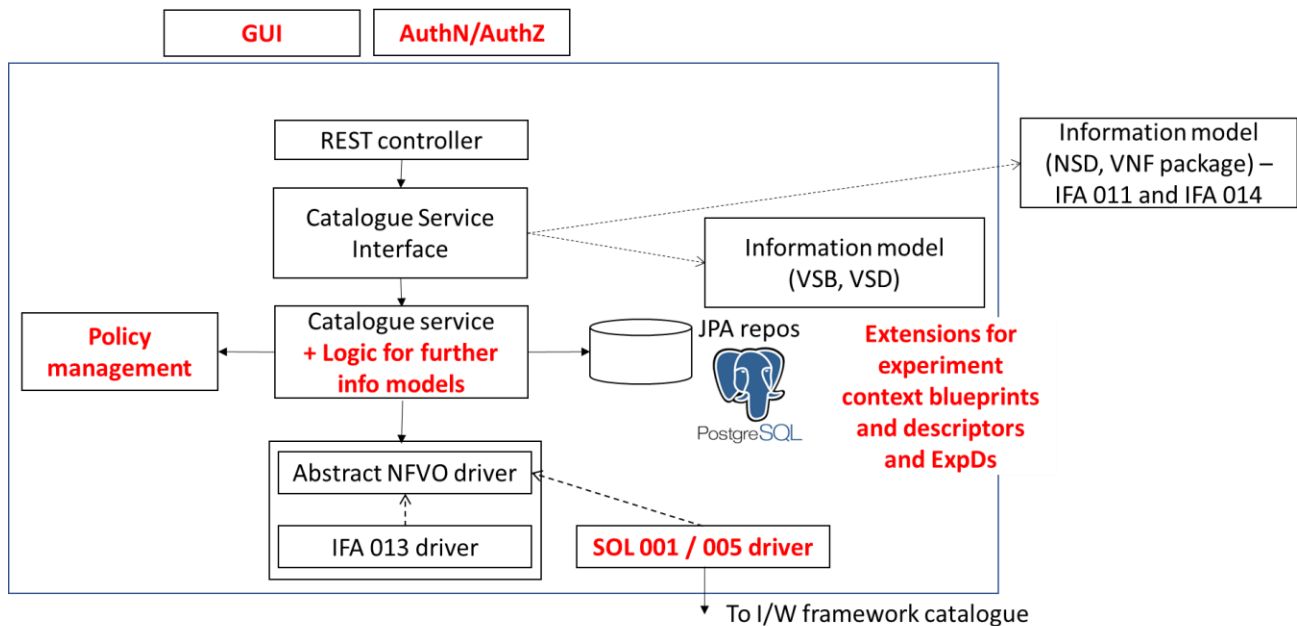 GUI
AuthN/AuthZ
REST controller
Catalogue Service
Interface
Information model
(NSD, VNF package) –
IFA 011 and IFA 014
Information model
(VSB, VSD)
Policy
management
Catalogue service
+ Logic for further
info models
JPA repos
PostgreSQL
Extensions for
experiment
context blueprints
and descriptors
and ExpDs
Abstract NFVO driver
IFA 013 driver
SOL 001 / 005 driver
To I/W framework catalogue